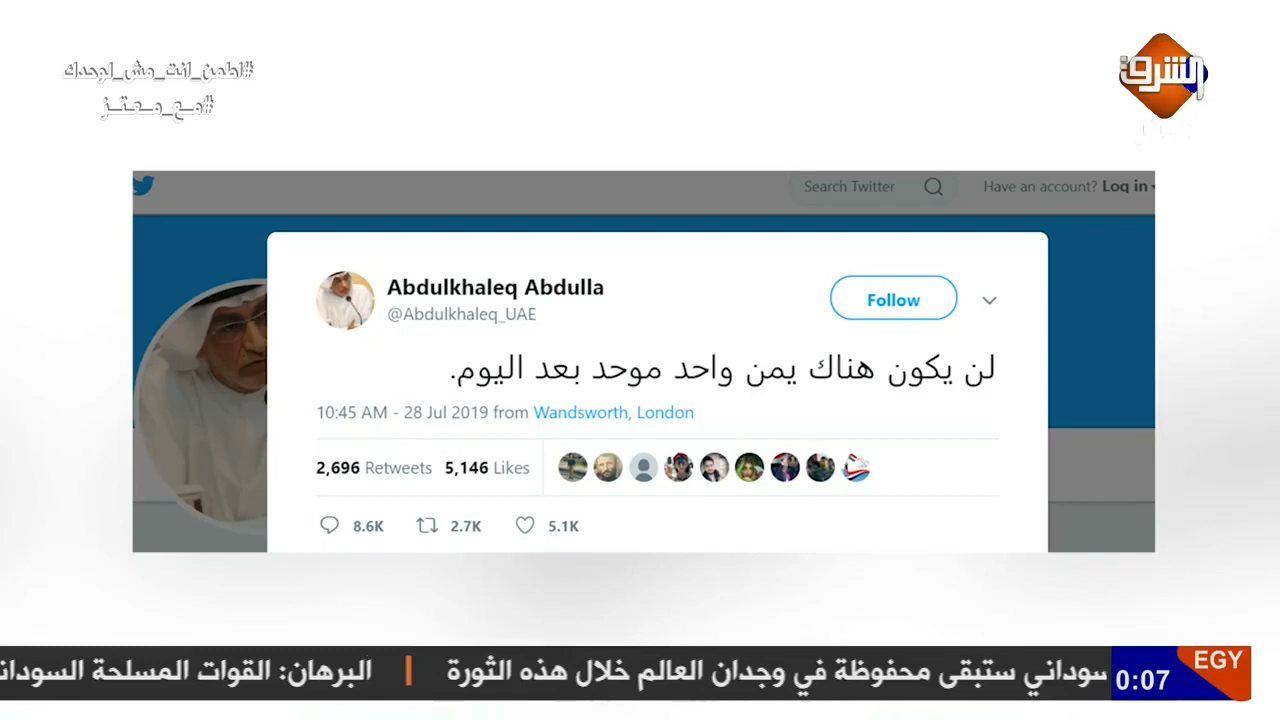 #اطمن_انت_مش_لوحدك
#مـع_مـعـتـز
الشرق
Search Twitter
Have an account? Log in
Abdulkhaleq Abdulla
@Abdulkhaleq_UAE
Follow
لن يكون هناك يمن واحد موحد بعد اليوم.
10:45 AM - 28 Jul 2019 from Wandsworth, London
2,696 Retweets 5,146 Likes
8.6K 2.7K 5.1K
سوداني ستبقى محفوظة في وجدان العالم خلال هذه الثورة | البرهان: القوات المسلحة السودان
EGY
0:07